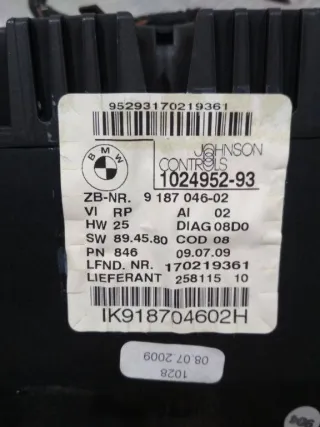 95293170219361
BMW
JOHNSON
CONTROLS
1024952-93
ZB-NR. 9 187 046-02
VI RP AI 02
HW 25 DIAG 08D0
SW 89.45.80 COD 08
PN 846 09.07.09
LFND. NR. 170219361
LIEFERANT 258115 10
IK918704602H
1028
08.07.2009